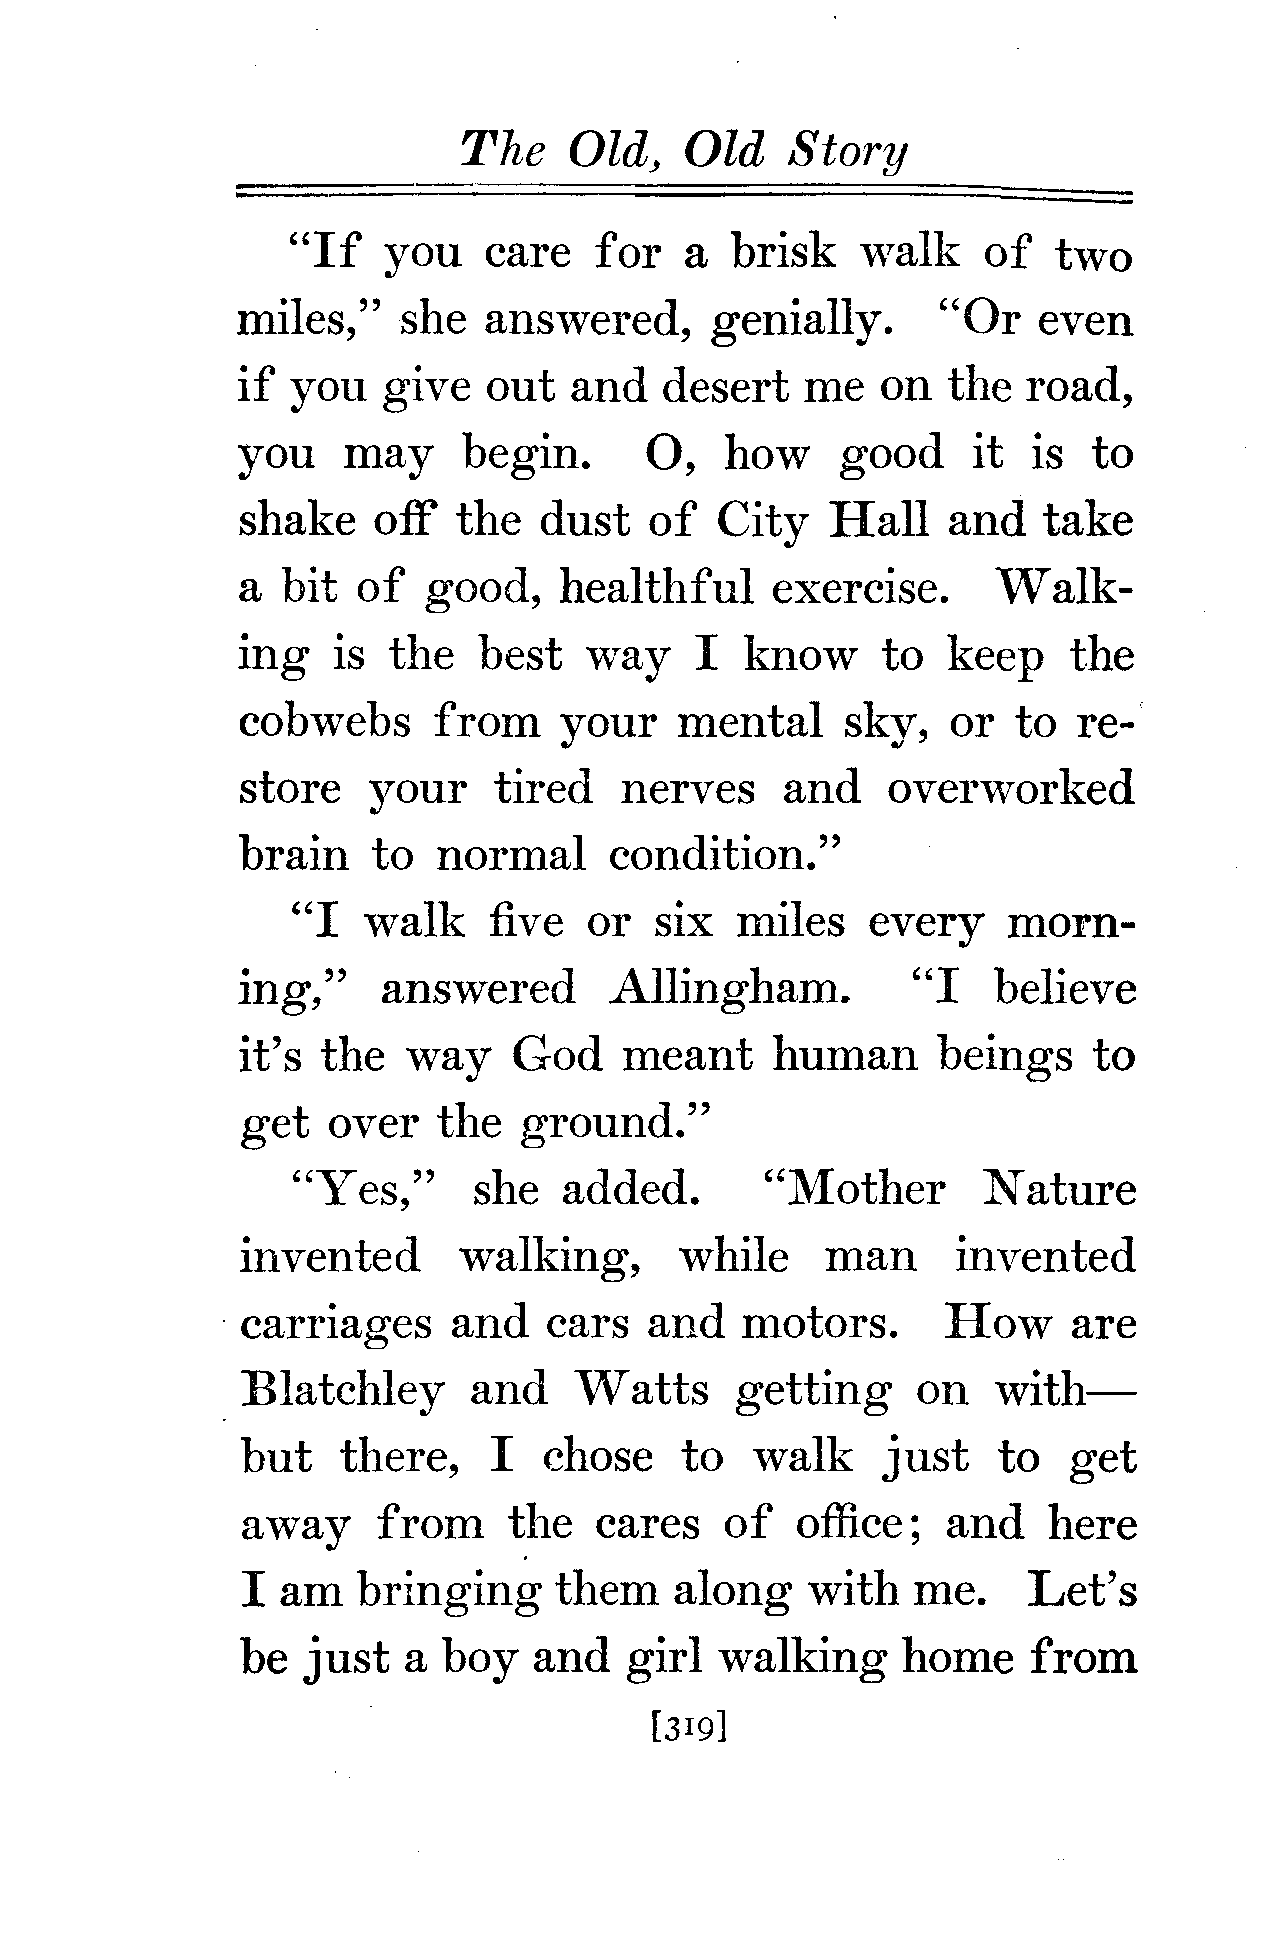 The Old, Old Story
“If you care for a brisk walk of two
miles,” she answered, genially. “Or even
if you give out and desert me on the road,
you may begin. O, how good it is to
shake off the dust of City Hall and take
a bit of good, healthful exercise. Walk-
ing is the best way I know to keep the
cobwebs from your mental sky, or to re-
store your tired nerves and overworked
brain to normal condition.”
“I walk five or six miles every morn-
ing,” answered Allingham. “I believe
it’s the way God meant human beings to
get over the ground.”
“Yes,” she added. “Mother Nature
invented walking, while man invented
carriages and cars and motors. How are
Blatchley and Watts getting on with—
but there, I chose to walk just to get
away from the cares of office; and here
I am bringing them along with me. Let’s
be just a boy and girl walking home from
[319]